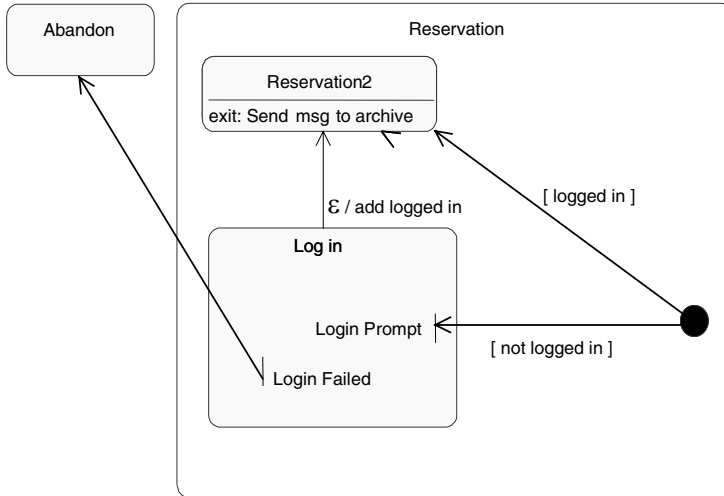 Abandon
Reservation
Reservation2
exit: Send msg to archive
[ logged in ]
ε / add logged in
Log in
Login Prompt
[ not logged in ]
Login Failed